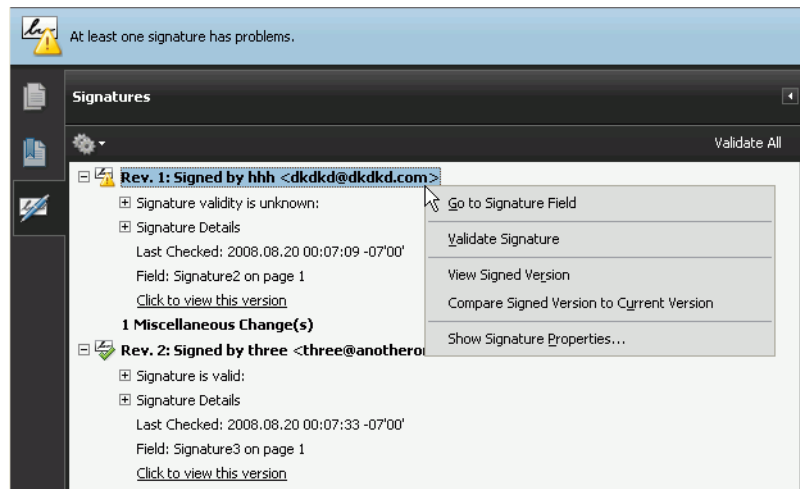 At least one signature has problems.
Signatures
Validate All
Rev. 1: Signed by hhh <dkdkd@dkdkd.com>
Signature validity is unknown:
Signature Details
Last Checked: 2008.08.20 00:07:09 -07'00'
Field: Signature2 on page 1
Click to view this version
1 Miscellaneous Change(s)
Rev. 2: Signed by three <three@anotheror
Signature is valid:
Signature Details
Last Checked: 2008.08.20 00:07:33 -07'00'
Field: Signature3 on page 1
Click to view this version
Go to Signature Field
Validate Signature
View Signed Version
Compare Signed Version to Current Version
Show Signature Properties...